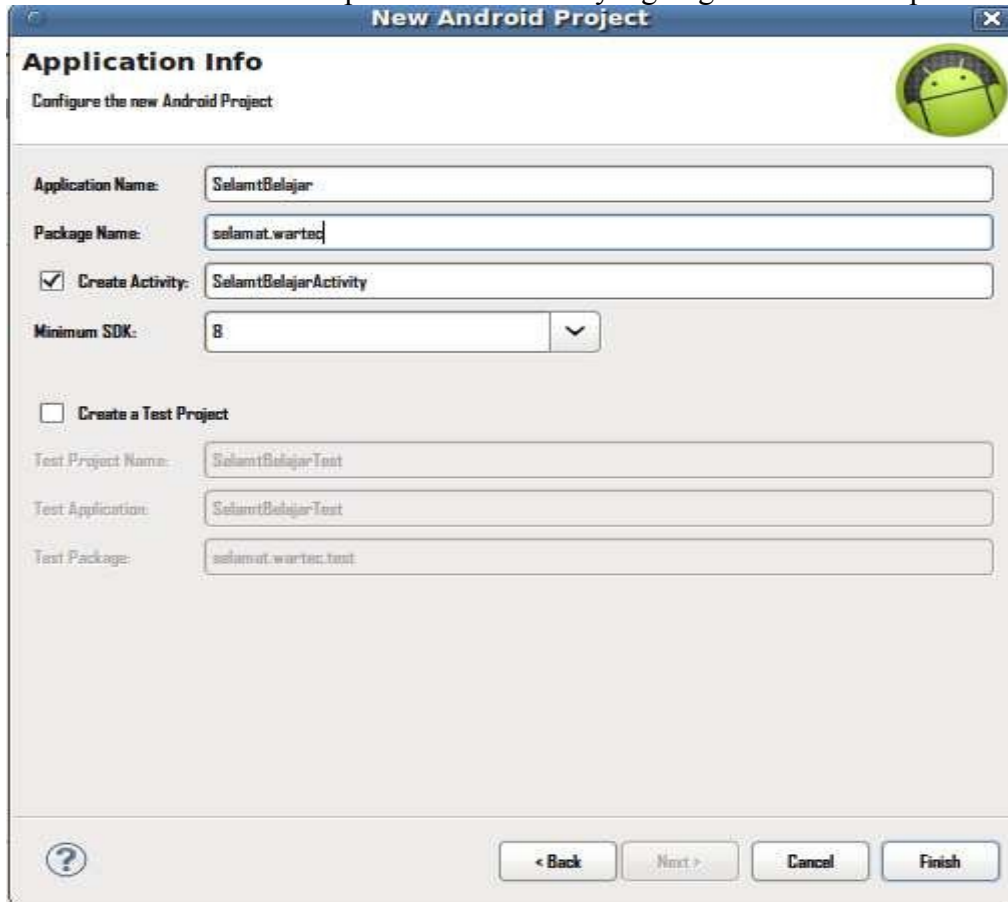 New Android Project
Application Info
Configure the new Android Project
Application Name: SelamtBelajar
Package Name: selamat.wartec
Create Activity: SelamtBelajarActivity
Minimum SDK: 8
Create a Test Project
Test Project Name: SelamtBelajarTest
Test Application: SelamtBelajarTest
Test Package: selamat.wartec.test
?
< Back Next > Cancel Finish